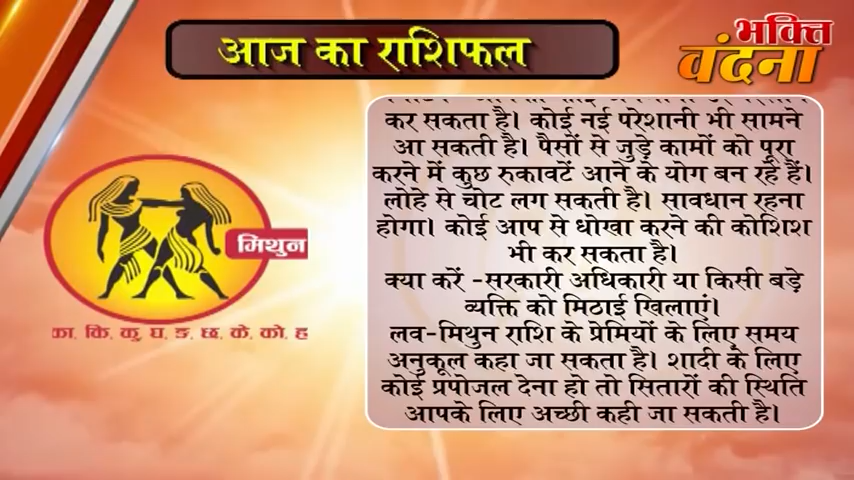 आज का राशिफल
भक्ति
वंदना
मिथुन
का, कि, कु, घ, ङ, छ, के, को, ह
कर सकता है। कोई नई परेशानी भी सामने
आ सकती है। पैसों से जुड़े कामों को पूरा
करने में कुछ रुकावटें आने के योग बन रहे हैं।
लोहे से चोट लग सकती है। सावधान रहना
होगा। कोई आप से धोखा करने की कोशिश
भी कर सकता है।
क्या करें -सरकारी अधिकारी या किसी बड़े
व्यक्ति को मिठाई खिलाएं।
लव-मिथुन राशि के प्रेमियों के लिए समय
अनुकूल कहा जा सकता है। शादी के लिए
कोई प्रपोजल देना हो तो सितारों की स्थिति
आपके लिए अच्छी कही जा सकती है।